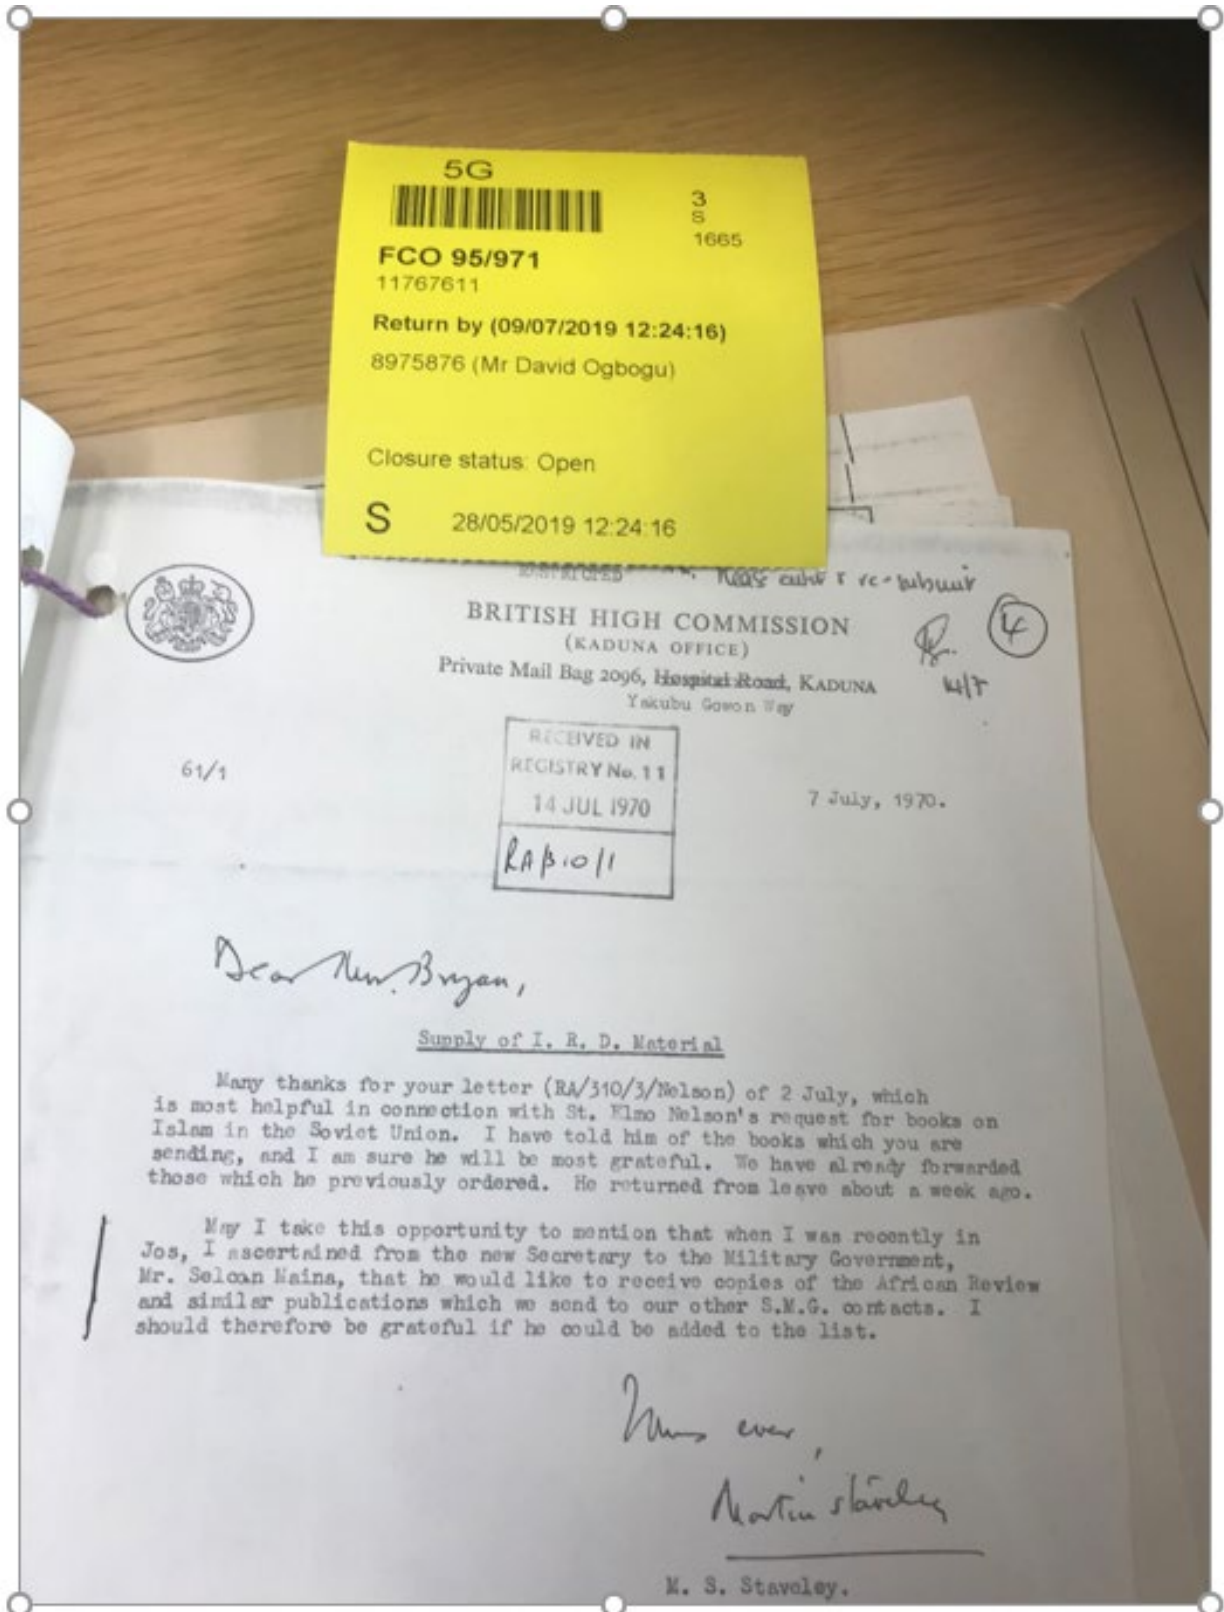 5G
3
S
1665
FCO 95/971
11767611
Return by (09/07/2019 12:24:16)
8975876 (Mr David Ogbogu)
Closure status: Open
S 28/05/2019 12:24:16
re-submit
4
BRITISH HIGH COMMISSION
(KADUNA OFFICE)
14/7
Private Mail Bag 2096, Hospital Road, KADUNA
Yakubu Gowon Way
RECEIVED IN
REGISTRY No. 11
14 JUL 1970
61/1
7 July, 1970.
Dear Bryan,
Supply of I. R. D. Material
Many thanks for your letter (RA/310/3/Nelson) of 2 July, which
is most helpful in connection with St. Elmo Nelson's request for books on
Islam in the Soviet Union. I have told him of the books which you are
sending, and I am sure he will be most grateful. We have already forwarded
those which he previously ordered. He returned from leave about a week ago.
May I take this opportunity to mention that when I was recently in
Jos, I ascertained from the new Secretary to the Military Government,
Mr. Selcan Maina, that he would like to receive copies of the African Review
and similar publications which we send to our other S.M.G. contacts. I
should therefore be grateful if he could be added to the list.
Yours ever,
Martin Staveley
M. S. Staveley.